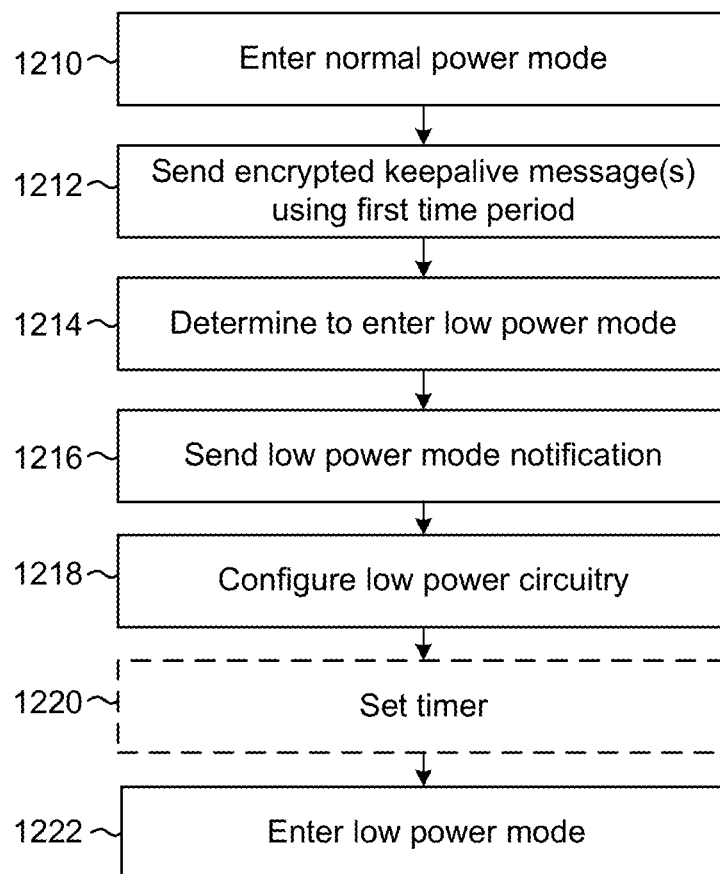 1210
Enter normal power mode
1212
Send encrypted keepalive message(s)
using first time period
1214
Determine to enter low power mode
1216
Send low power mode notification
1218
Configure low power circuitry
1220
Set timer
1222
Enter low power mode